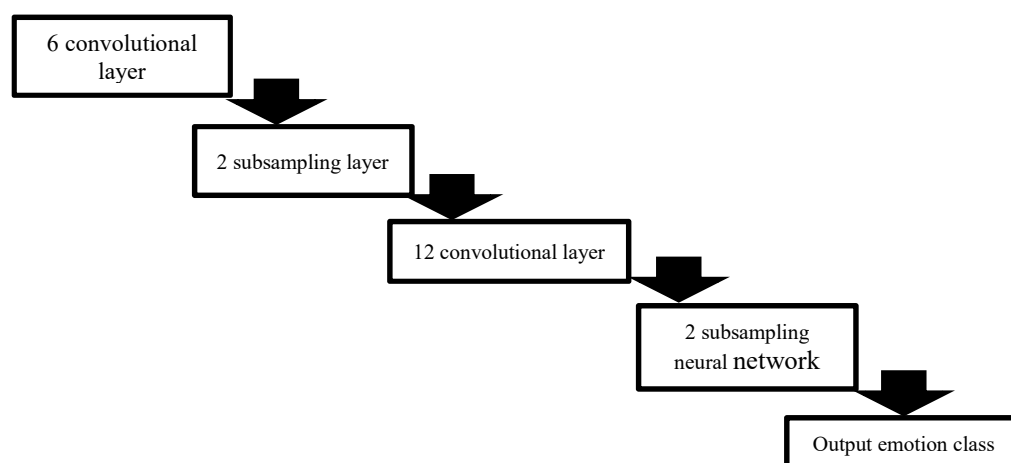 6 convolutional
layer
2 subsampling layer
12 convolutional layer
2 subsampling
neural network
Output emotion class